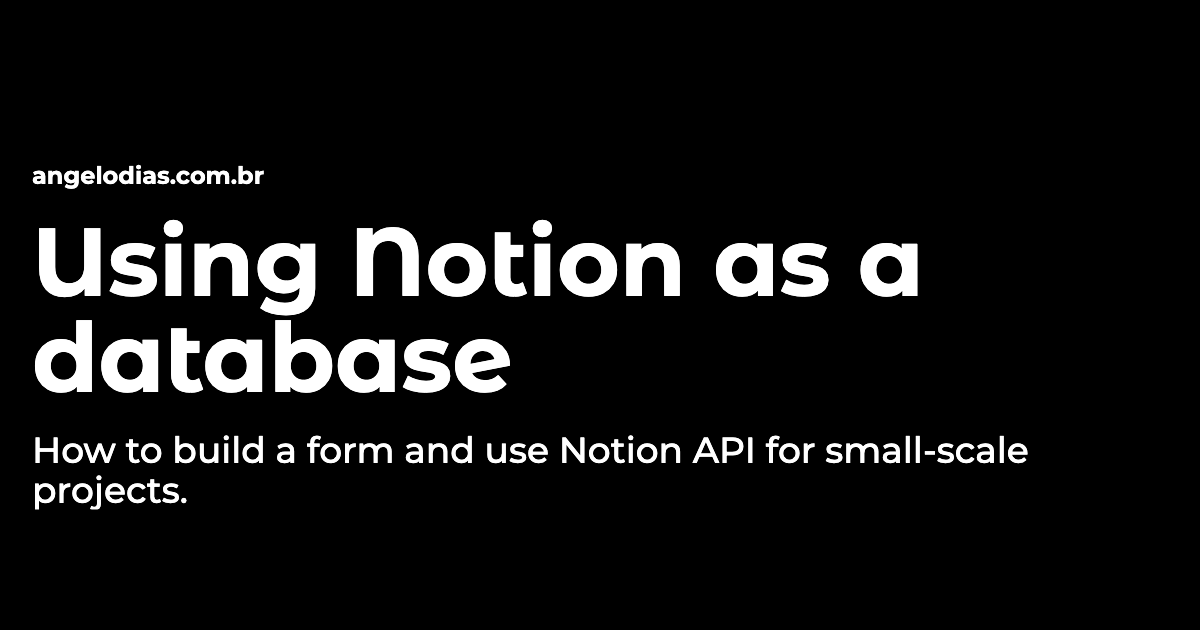 angelodias.com.br
Using Notion as a
database
How to build a form and use Notion API for small-scale
projects.